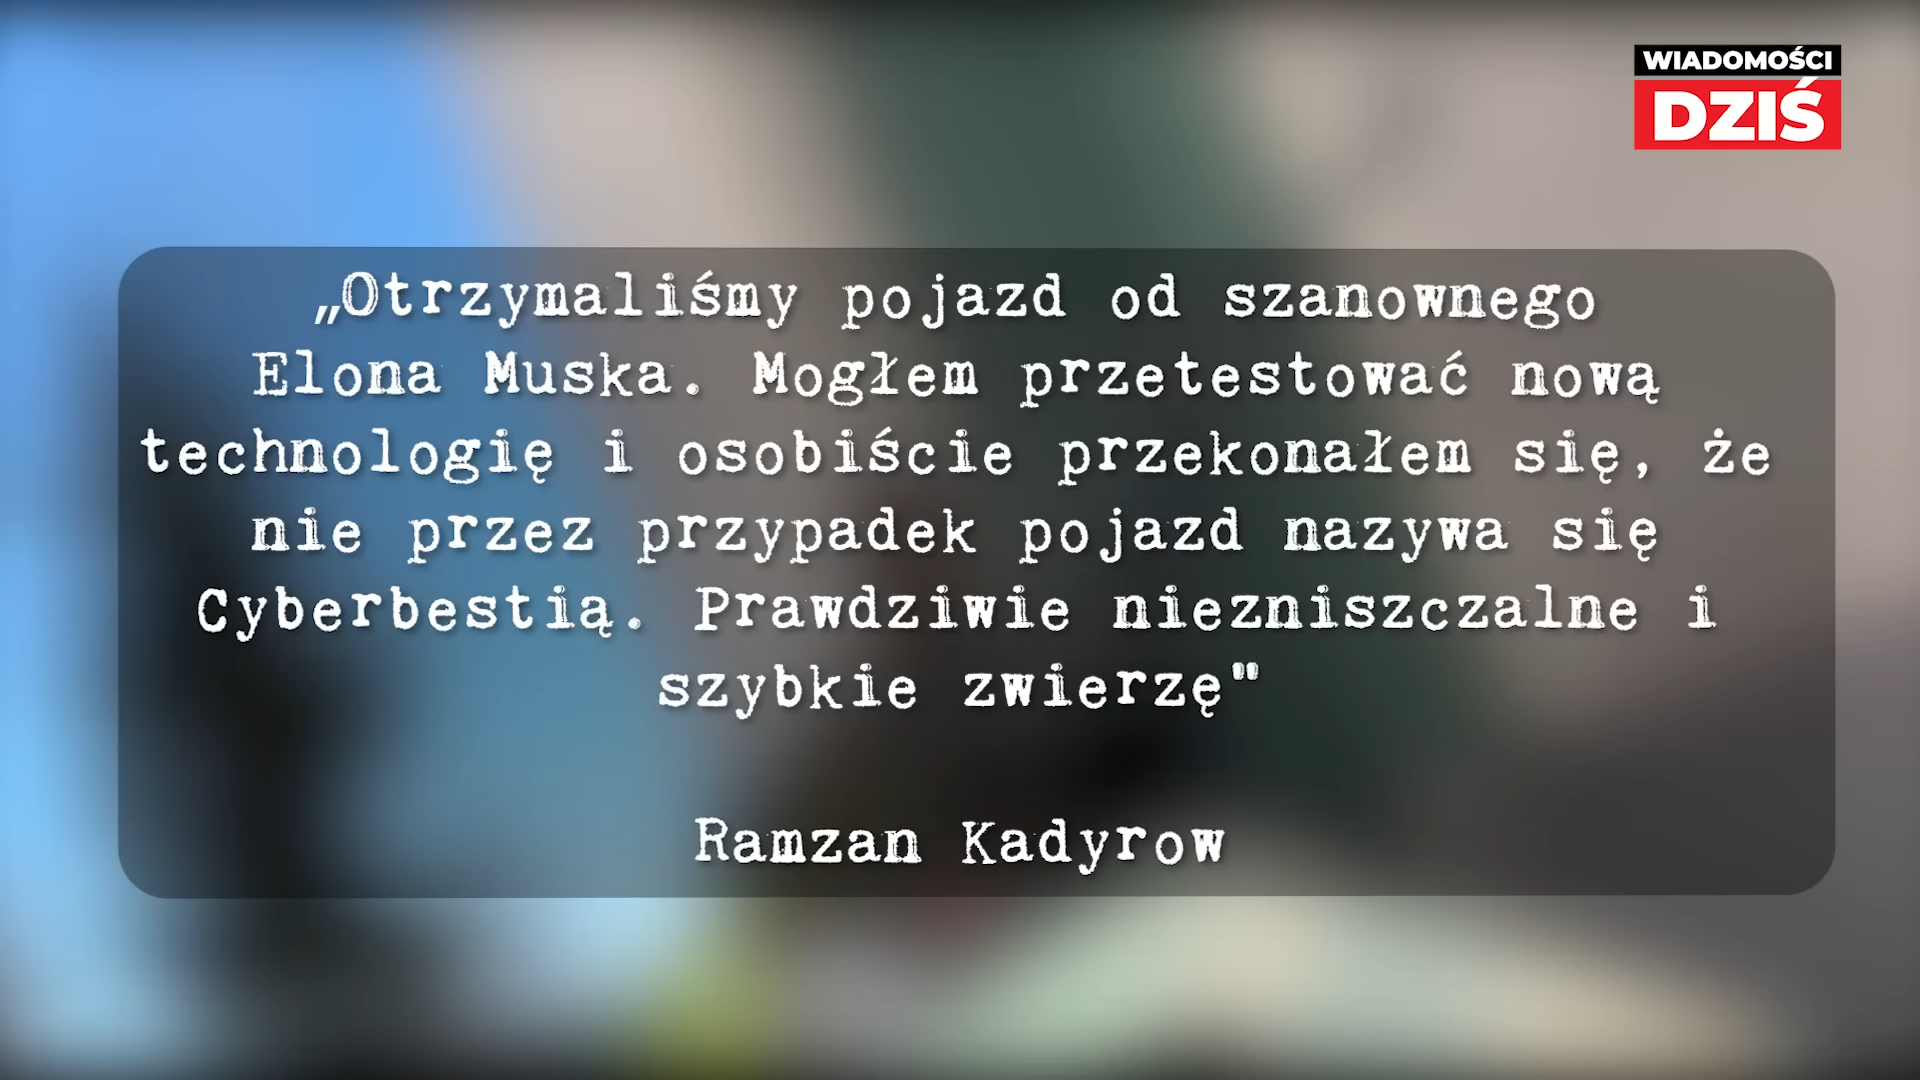 WIADOMOŚCI
DZIŚ
„Otrzymaliśmy pojazd od szanownego
Elona Muska. Mogłem przetestować nową
technologię i osobiście przekonałem się, że
nie przez przypadek pojazd nazywa się
Cyberbestią. Prawdziwie niezniszczalne i
szybkie zwierzę"
Ramzan Kadyrow